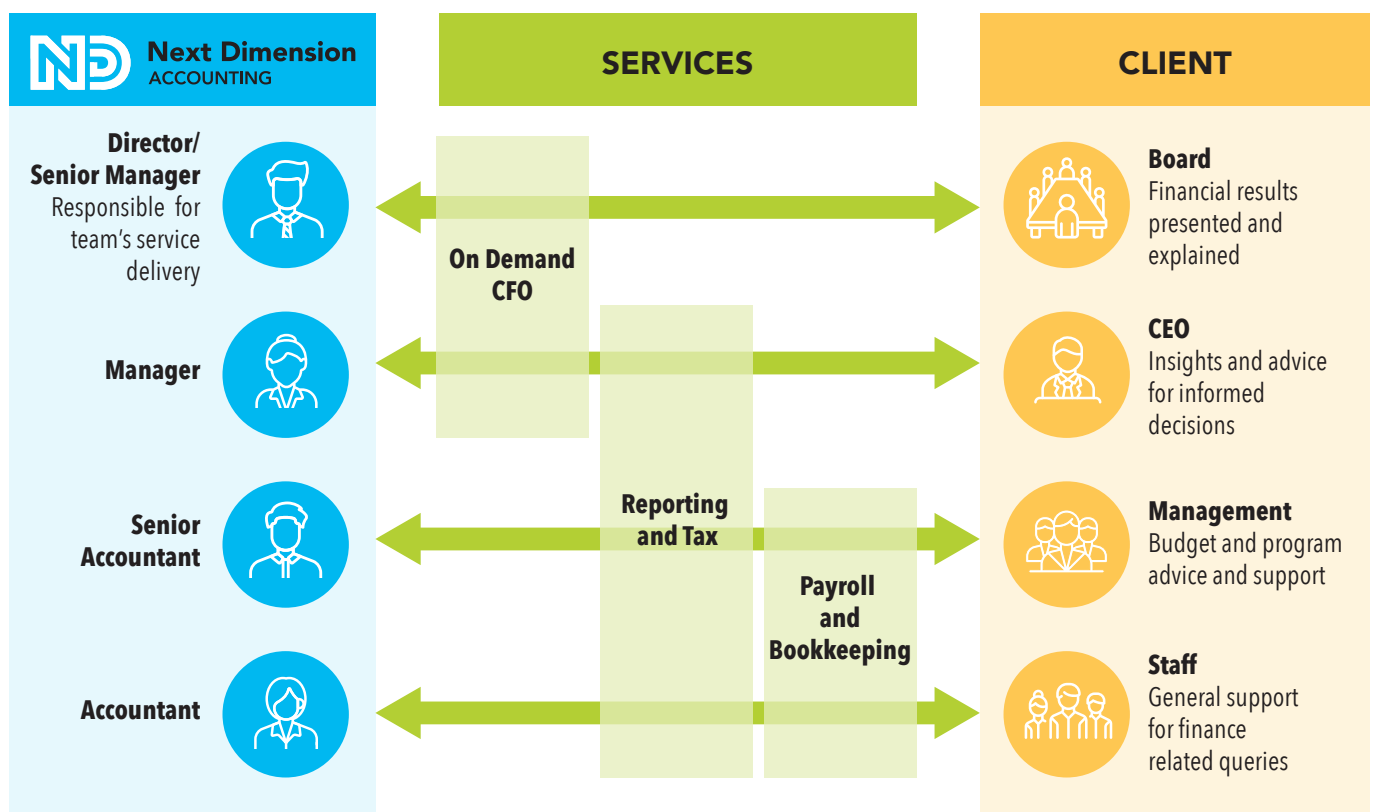 ND
Next Dimension
ACCOUNTING
SERVICES
CLIENT
Director/
Senior Manager
Responsible for
team's service
delivery
Manager
Senior
Accountant
Accountant
On Demand
CFO
Reporting
and Tax
Payroll
and
Bookkeeping
Board
Financial results
presented and
explained
CEO
Insights and advice
for informed
decisions
Management
Budget and program
advice and support
Staff
General support
for finance
related queries